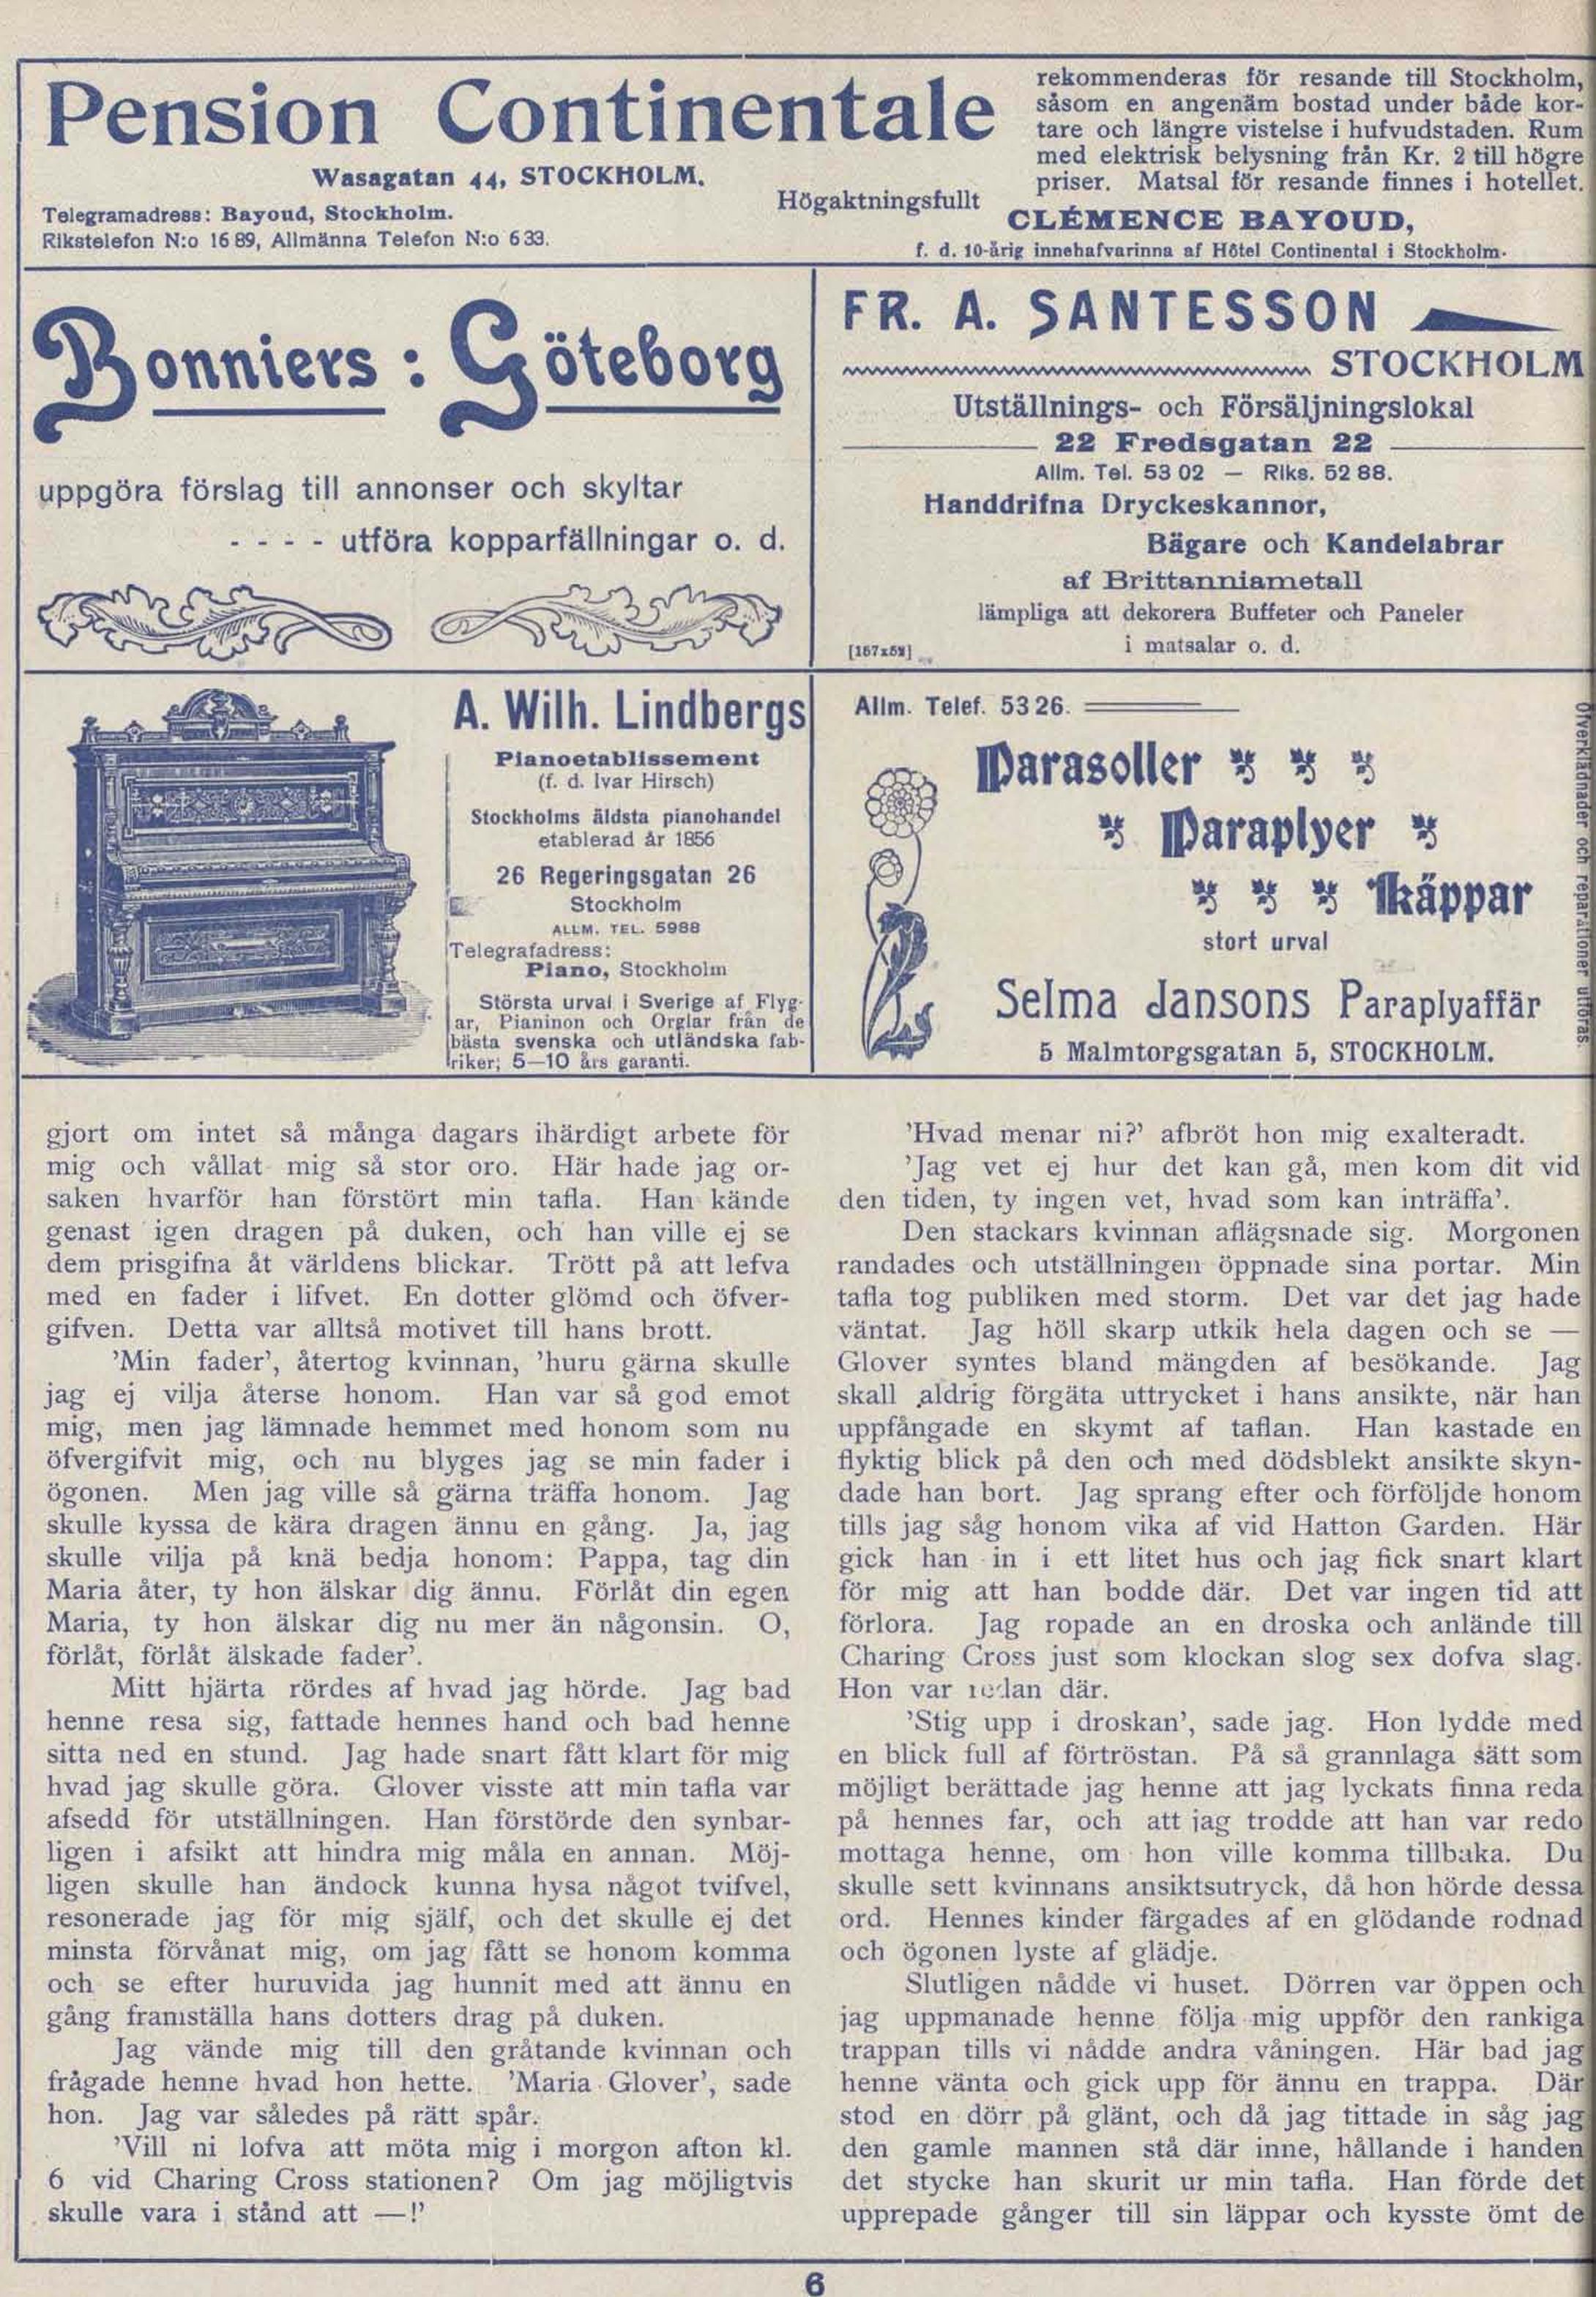 Pension Continentale
Wasagatan 44, STOCKHOLM.
Telegramadress: Bayoud, Stockholm.
Rikstelefon N:o 16 89, Allmänna Telefon N:o 6 33.
rekommenderas för resande till Stockholm,
såsom en angenäm bostad under både kor-
tare och längre vistelse i hufvudstaden. Rum
med elektrisk belysning från Kr. 2 till högre
priser. Matsal för resande finnes i hotellet.
Högaktningsfullt
CLÉMENCE BAYOUD,
f. d. 10-årig innehafvarinna af Hôtel Continental i Stockholm.
Bonniers : Göteborg
uppgöra förslag till annonser och skyltar
- - - - utföra kopparfällningar o. d.
FR. A. SANTESSON
STOCKHOLM
Utställnings- och Försäljningslokal
22 Fredsgatan 22
Allm. Tel. 53 02 — Riks. 52 88.
Handdrifna Dryckeskannor,
Bägare och Kandelabrar
af Brittanniametall
lämpliga att dekorera Buffeter och Paneler
i matsalar o. d.
[157x52]
A. Wilh. Lindbergs
Pianoetablissement
(f. d. Ivar Hirsch)
Stockholms äldsta pianohandel
etablerad år 1856
26 Regeringsgatan 26
Stockholm
ALLM. TEL. 5988
Telegrafadress:
Piano, Stockholm
Största urval i Sverige af Flyg-
ar, Pianinon och Orglar från de
bästa svenska och utländska fab-
riker; 5—10 års garanti.
Allm. Telef. 53 26.
Parasoller
Paraplyer
Käppar
stort urval
Selma Jansons Paraplyaffär
5 Malmtorgsgatan 5, STOCKHOLM.
Öfverklädnader och reparationer utföras.
gjort om intet så många dagars ihärdigt arbete för
mig och vållat mig så stor oro. Här hade jag or-
saken hvarför han förstört min tafla. Han kände
genast igen dragen på duken, och han ville ej se
dem prisgifna åt världens blickar. Trött på att lefva
med en fader i lifvet. En dotter glömd och öfver-
gifven. Detta var alltså motivet till hans brott.
'Min fader', återtog kvinnan, 'huru gärna skulle
jag ej vilja återse honom. Han var så god emot
mig, men jag lämnade hemmet med honom som nu
öfvergifvit mig, och nu blyges jag se min fader i
ögonen. Men jag ville så gärna träffa honom. Jag
skulle kyssa de kära dragen ännu en gång. Ja, jag
skulle vilja på knä bedja honom: Pappa, tag din
Maria åter, ty hon älskar dig ännu. Förlåt din egen
Maria, ty hon älskar dig nu mer än någonsin. O,
förlåt, förlåt älskade fader'.
Mitt hjärta rördes af hvad jag hörde. Jag bad
henne resa sig, fattade hennes hand och bad henne
sitta ned en stund. Jag hade snart fått klart för mig
hvad jag skulle göra. Glover visste att min tafla var
afsedd för utställningen. Han förstörde den synbar-
ligen i afsikt att hindra mig måla en annan. Möj-
ligen skulle han ändock kunna hysa något tvifvel,
resonerade jag för mig själf, och det skulle ej det
minsta förvånat mig, om jag fått se honom komma
och se efter huruvida jag hunnit med att ännu en
gång framställa hans dotters drag på duken.
Jag vände mig till den gråtande kvinnan och
frågade henne hvad hon hette. 'Maria Glover', sade
hon. Jag var således på rätt spår.
'Vill ni lofva att möta mig i morgon afton kl.
6 vid Charing Cross stationen? Om jag möjligtvis
skulle vara i stånd att —!'
'Hvad menar ni?' afbröt hon mig exalteradt.
'Jag vet ej hur det kan gå, men kom dit vid
den tiden, ty ingen vet, hvad som kan inträffa'.
Den stackars kvinnan aflägsnade sig. Morgonen
randades och utställningen öppnade sina portar. Min
tafla tog publiken med storm. Det var det jag hade
väntat. Jag höll skarp utkik hela dagen och se —
Glover syntes bland mängden af besökande. Jag
skall aldrig förgäta uttrycket i hans ansikte, när han
uppfångade en skymt af taflan. Han kastade en
flyktig blick på den och med dödsblekt ansikte skyn-
dade han bort. Jag sprang efter och förföljde honom
tills jag såg honom vika af vid Hatton Garden. Här
gick han in i ett litet hus och jag fick snart klart
för mig att han bodde där. Det var ingen tid att
förlora. Jag ropade an en droska och anlände till
Charing Cross just som klockan slog sex dofva slag.
Hon var redan där.
'Stig upp i droskan', sade jag. Hon lydde med
en blick full af förtröstan. På så grannlaga sätt som
möjligt berättade jag henne att jag lyckats finna reda
på hennes far, och att jag trodde att han var redo
mottaga henne, om hon ville komma tillbaka. Du
skulle sett kvinnans ansiktsutryck, då hon hörde dessa
ord. Hennes kinder färgades af en glödande rodnad
och ögonen lyste af glädje.
Slutligen nådde vi huset. Dörren var öppen och
jag uppmanade henne följa mig uppför den rankiga
trappan tills vi nådde andra våningen. Här bad jag
henne vänta och gick upp för ännu en trappa. Där
stod en dörr på glänt, och då jag tittade in såg jag
den gamle mannen stå där inne, hållande i handen
det stycke han skurit ur min tafla. Han förde det
upprepade gånger till sin läppar och kysste ömt de
6